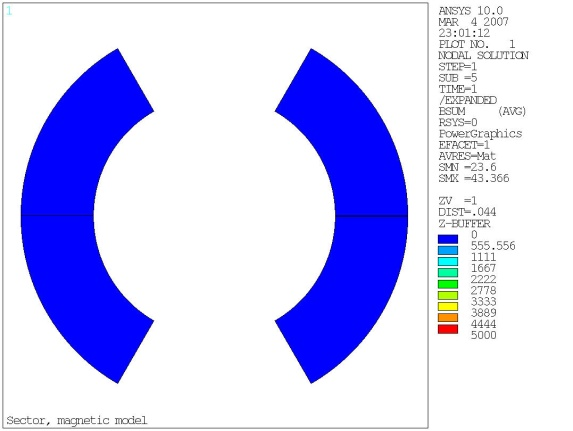 1
ANSYS 10.0
MAR  4 2007
23:01:12
PLOT NO.   1
NODAL SOLUTION
STEP=1
SUB =5
TIME=1
/EXPANDED
BSUM     (AVG)
RSYS=0
PowerGraphics
EFACET=1
AVRES=Mat
SMN =23.6
SMX =43.366
ZV  =1
DIST=.044
Z-BUFFER
0
555.556
1111
1667
2222
2778
3333
3889
4444
5000
Sector, magnetic model